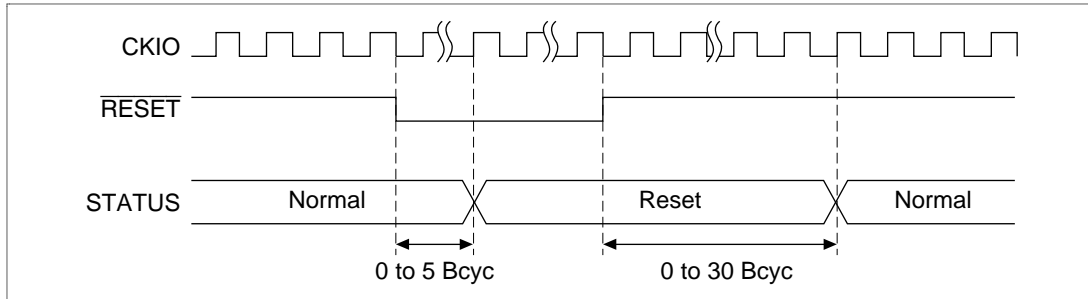 CKIO
RESET
STATUS Normal Reset Normal
0 to 5 Bcyc 0 to 30 Bcyc